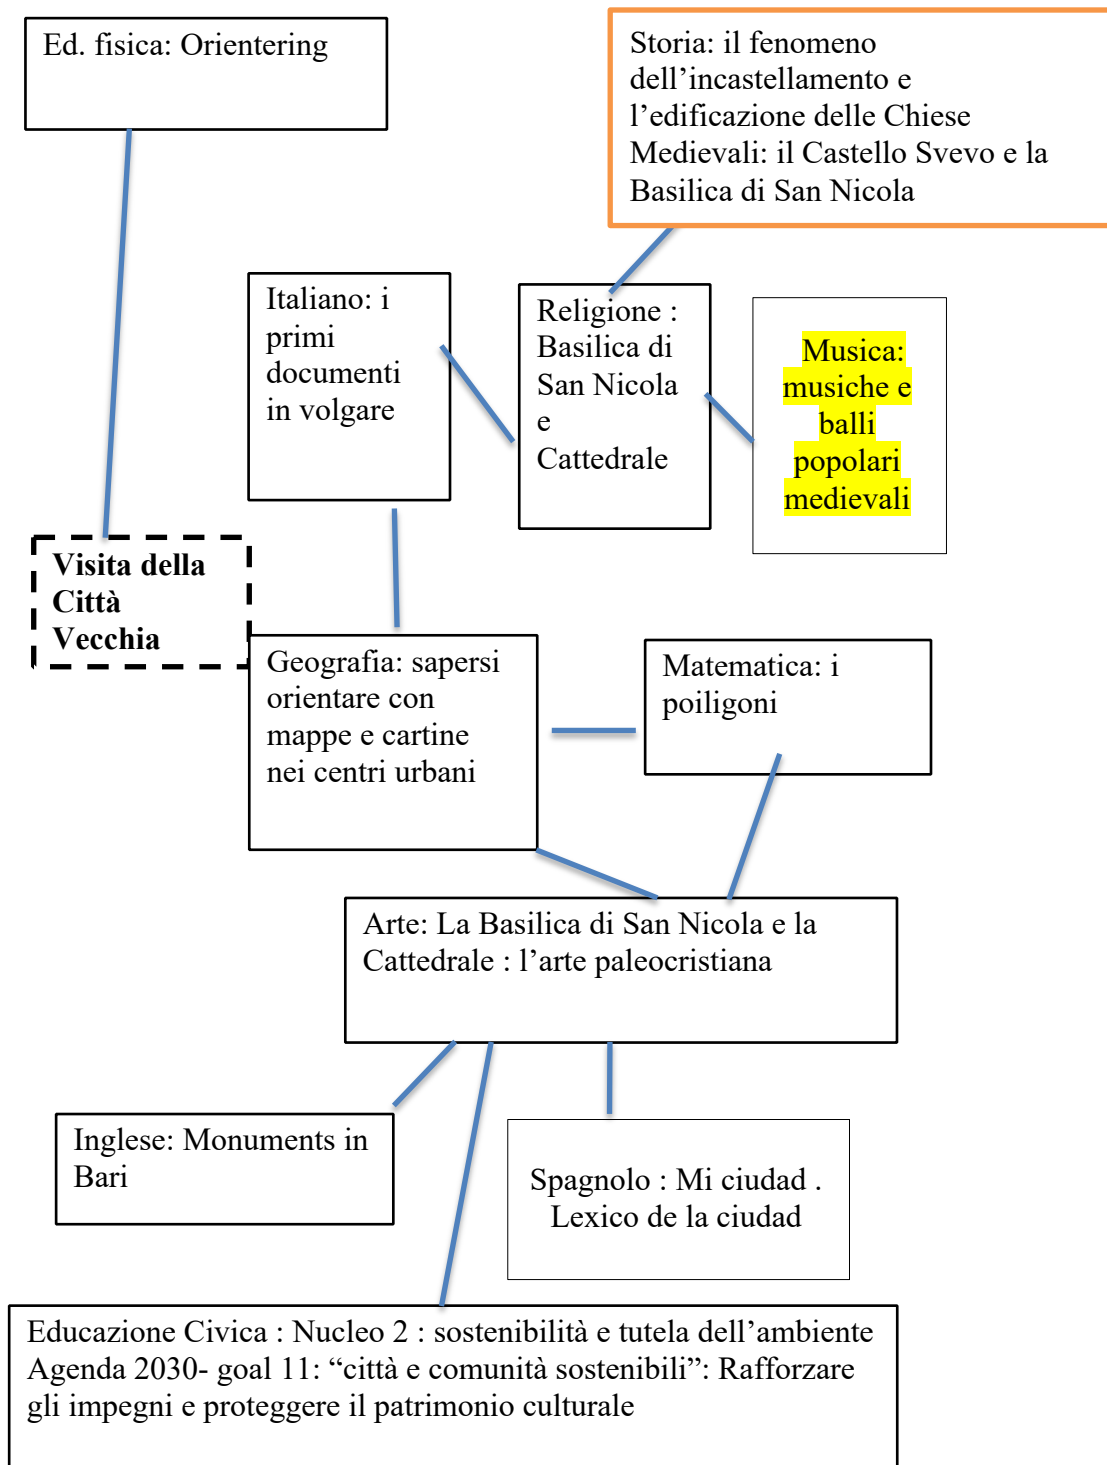 Ed. fisica: Orientering
Storia: il fenomeno
dell’incastellamento e
l’edificazione delle Chiese
Medievali: il Castello Svevo e la
Basilica di San Nicola
Italiano: i
primi
documenti
in volgare
Religione :
Basilica di
San Nicola
e
Cattedrale
Musica:
musiche e
balli
popolari
medievali
Visita della
Città
Vecchia
Geografia: sapersi
orientare con
mappe e cartine
nei centri urbani
Matematica: i
poiligoni
Arte: La Basilica di San Nicola e la
Cattedrale : l’arte paleocristiana
Inglese: Monuments in
Bari
Spagnolo : Mi ciudad .
Lexico de la ciudad
Educazione Civica : Nucleo 2 : sostenibilità e tutela dell’ambiente
Agenda 2030- goal 11: “città e comunità sostenibili”: Rafforzare
gli impegni e proteggere il patrimonio culturale